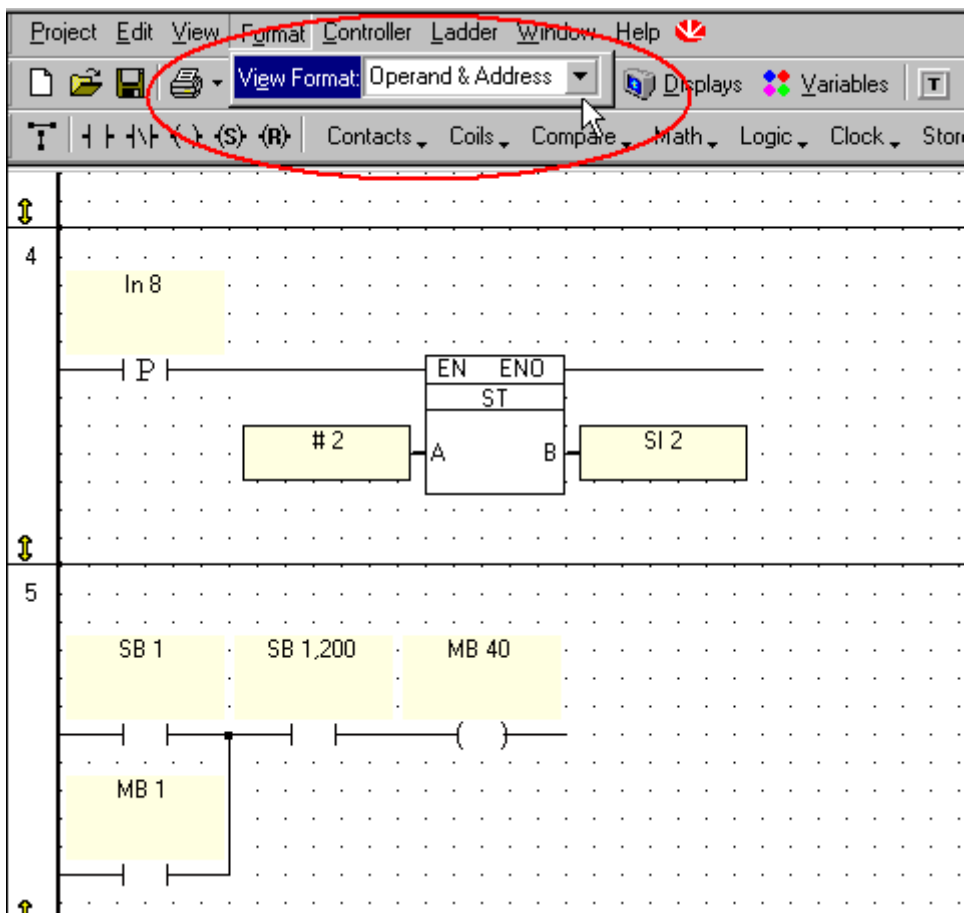 Project Edit View Format Controller Ladder Window Help
View Format: Operand & Address Displays Variables T
T (S) (R) Contacts Coils Compare Math Logic Clock Stor
4
In 8
P
EN ENO
ST
# 2 A B SI 2
5
SB 1 SB 1,200 MB 40
MB 1